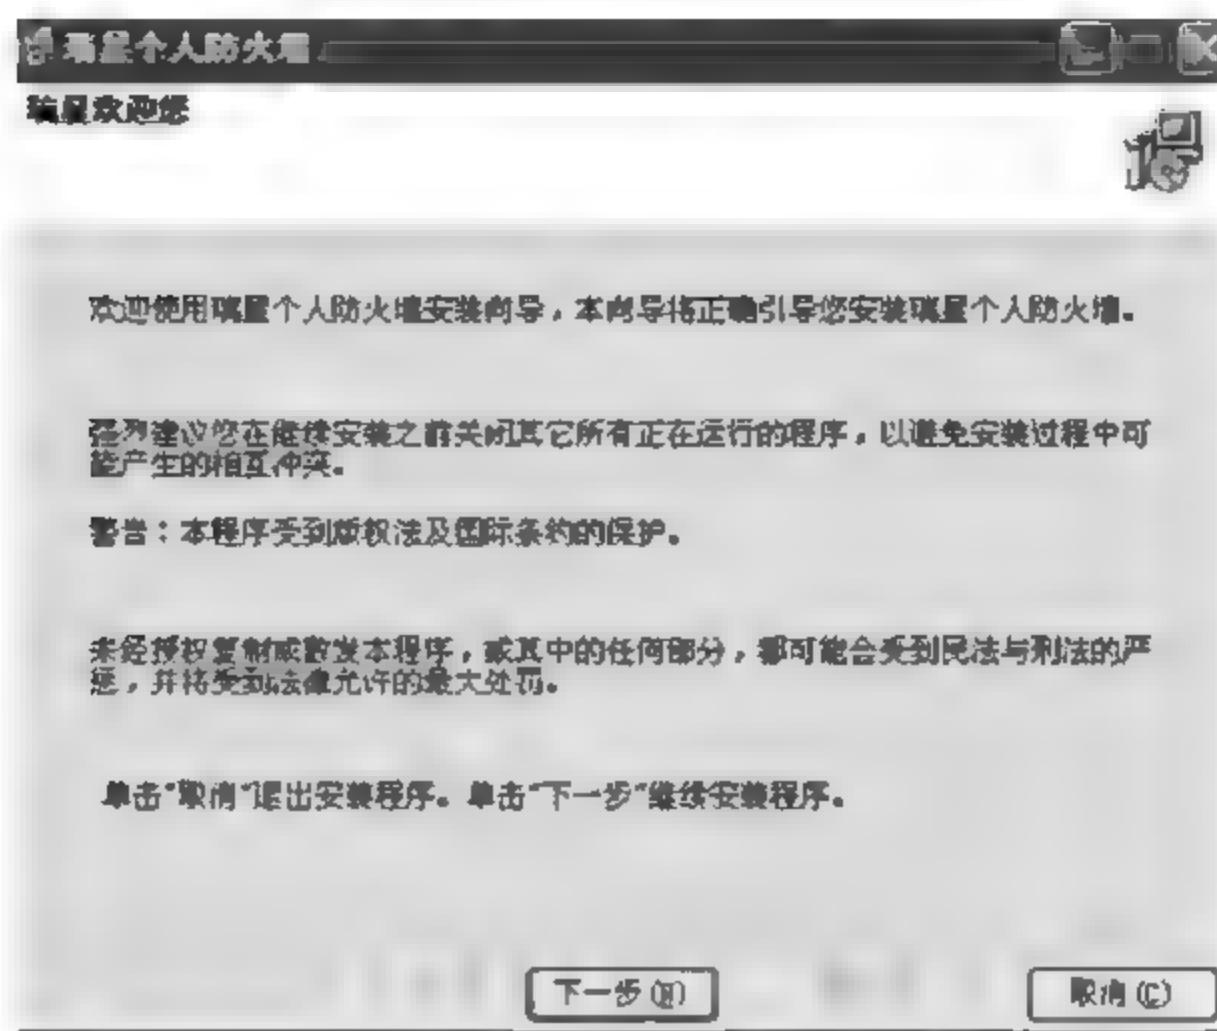 瑞星个人防火墙
瑞星欢迎您
欢迎使用瑞星个人防火墙安装向导，本向导将正确引导您安装瑞星个人防火墙。
强烈建议您在继续安装之前关闭其它所有正在运行的程序，以避免安装过程中可
能产生的相互冲突。
警告：本程序受到版权法及国际条约的保护。
未经授权复制或散发本程序，或其中的任何部分，都可能会受到民法与刑法的严
惩，并将受到法律允许的最大处罚。
单击"取消"退出安装程序。单击"下一步"继续安装程序。
下一步(N)
取消(C)